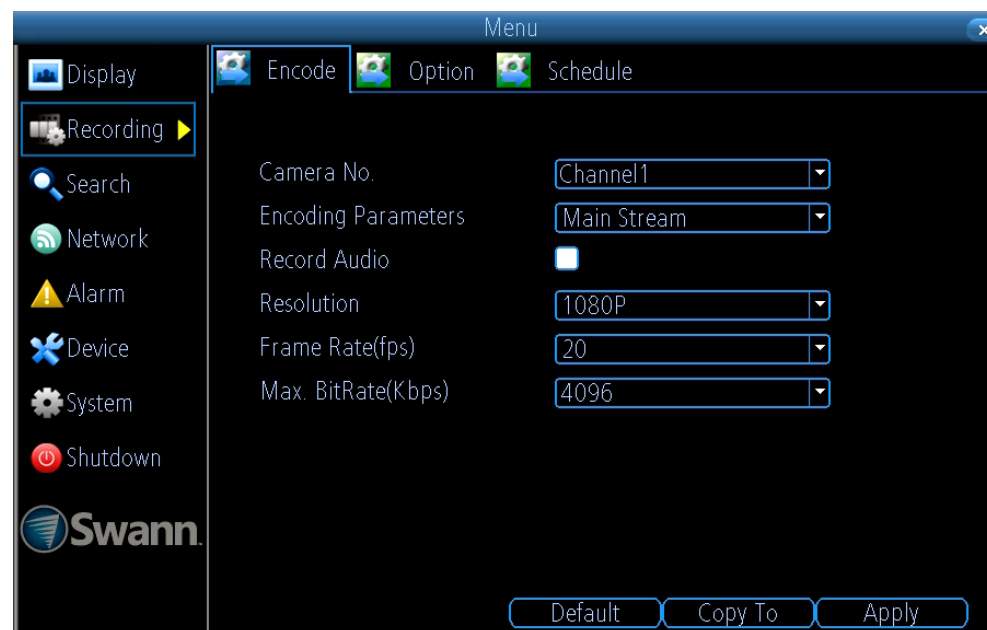 Menu
Display
Recording
Search
Network
Alarm
Device
System
Shutdown
Swann
Encode Option Schedule
Camera No. Channel1
Encoding Parameters Main Stream
Record Audio
Resolution 1080P
Frame Rate(fps) 20
Max. BitRate(Kbps) 4096
Default Copy To Apply